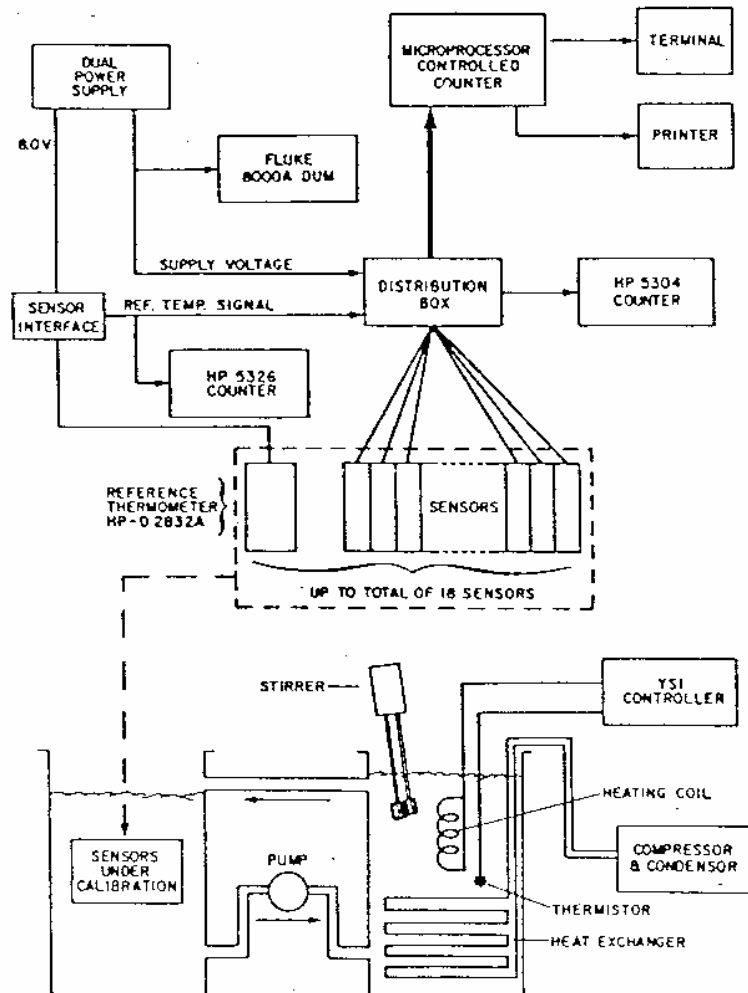 DUAL
POWER
SUPPLY
MICROPROCESSOR
CONTROLLED
COUNTER
TERMINAL
PRINTER
8.0V
FLUKE
8000A DUM
SUPPLY VOLTAGE
DISTRIBUTION
BOX
HP 5304
COUNTER
SENSOR
INTERFACE
REF. TEMP. SIGNAL
HP 5326
COUNTER
REFERENCE
THERMOMETER
HP-0 2832A
SENSORS
UP TO TOTAL OF 18 SENSORS
STIRRER
YSI
CONTROLLER
HEATING COIL
SENSORS
UNDER
CALIBRATION
PUMP
COMPRESSOR
& CONDENSOR
THERMISTOR
HEAT EXCHANGER